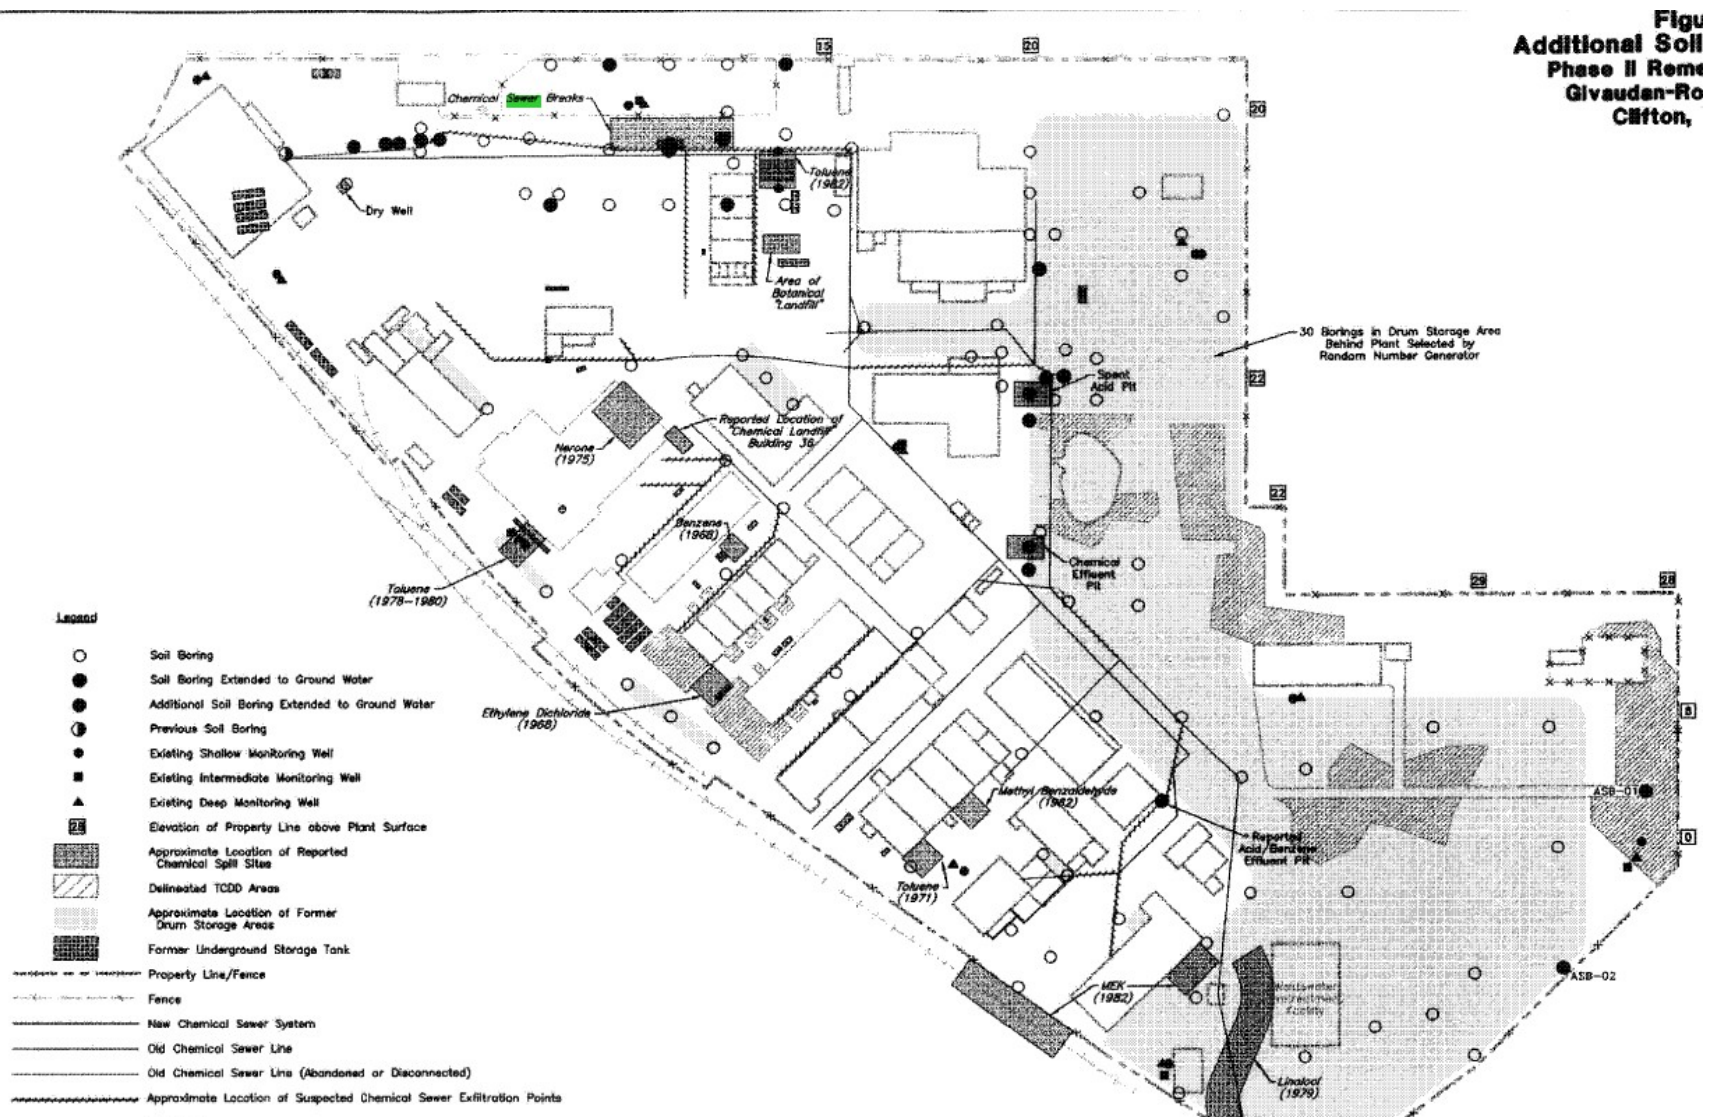 Figu
Additional Soil
Phase II Reme
Givaudan-Ro
Clifton,
15
20
20
Chemical Sewer Breaks
Toluene
(1982)
Dry Well
Area of
Botanical
"Landfill"
30 Borings in Drum Storage Area
Behind Plant Selected by
Random Number Generator
22
Spent
Acid Pit
Reported Location of
"Chemical Landfill"
Building 36
Nerone
(1975)
22
Benzene
(1968)
Chemical
Effluent
Pit
Toluene
(1978-1980)
29
28
Ethylene Dichloride
(1968)
8
Methyl Benzaldehyde
(1982)
ASB-01
0
Reported
Acid/Benzene
Effluent Pit
Toluene
(1971)
ASB-02
MEK
(1982)
Wastewater
Pretreatment
Facility
Linalool
(1979)
Legend
Soil Boring
Soil Boring Extended to Ground Water
Additional Soil Boring Extended to Ground Water
Previous Soil Boring
Existing Shallow Monitoring Well
Existing Intermediate Monitoring Well
Existing Deep Monitoring Well
28 Elevation of Property Line above Plant Surface
Approximate Location of Reported
Chemical Spill Sites
Delineated TCDD Areas
Approximate Location of Former
Drum Storage Areas
Former Underground Storage Tank
Property Line/Fence
Fence
New Chemical Sewer System
Old Chemical Sewer Line
Old Chemical Sewer Line (Abandoned or Disconnected)
Approximate Location of Suspected Chemical Sewer Exfiltration Points